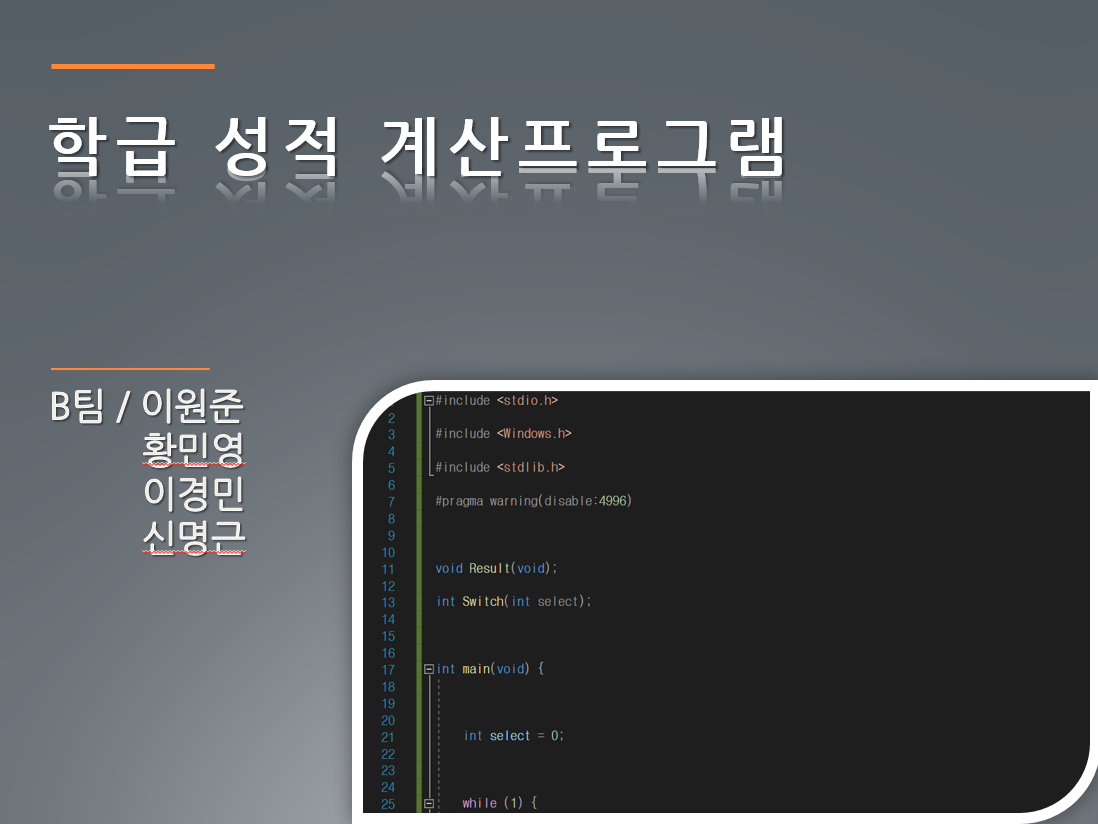 학급 성적 계산프로그램
B팀 / 이원준
황민영
이경민
신명근
#include <stdio.h>
2
3 #include <Windows.h>
4
5 #include <stdlib.h>
6
7 #pragma warning(disable:4996)
8
9
10
11 void Result(void);
12
13 int Switch(int select);
14
15
16
17 int main(void) {
18
19
20
21 int select = 0;
22
23
24
25 while (1) {